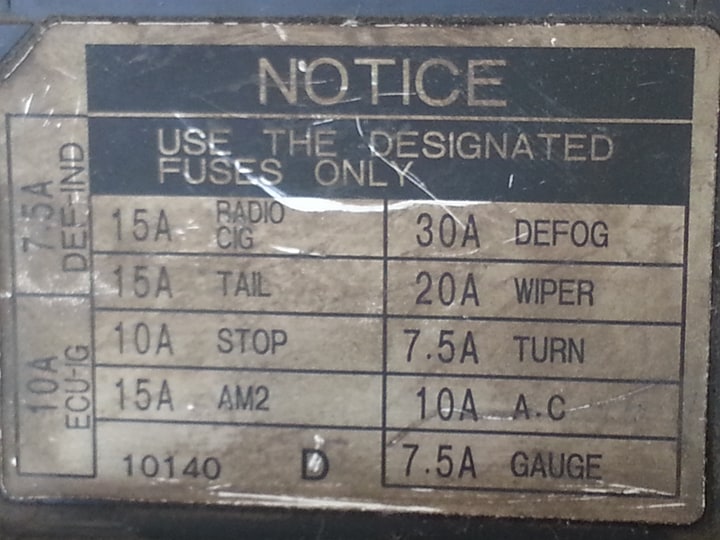 NOTICE
USE THE DESIGNATED
FUSES ONLY
7.5A
DEF-IND
10A
ECU-IG
15A RADIO
CIG
15A TAIL
10A STOP
15A AM2
10140 D
30A DEFOG
20A WIPER
7.5A TURN
10A A.C
7.5A GAUGE